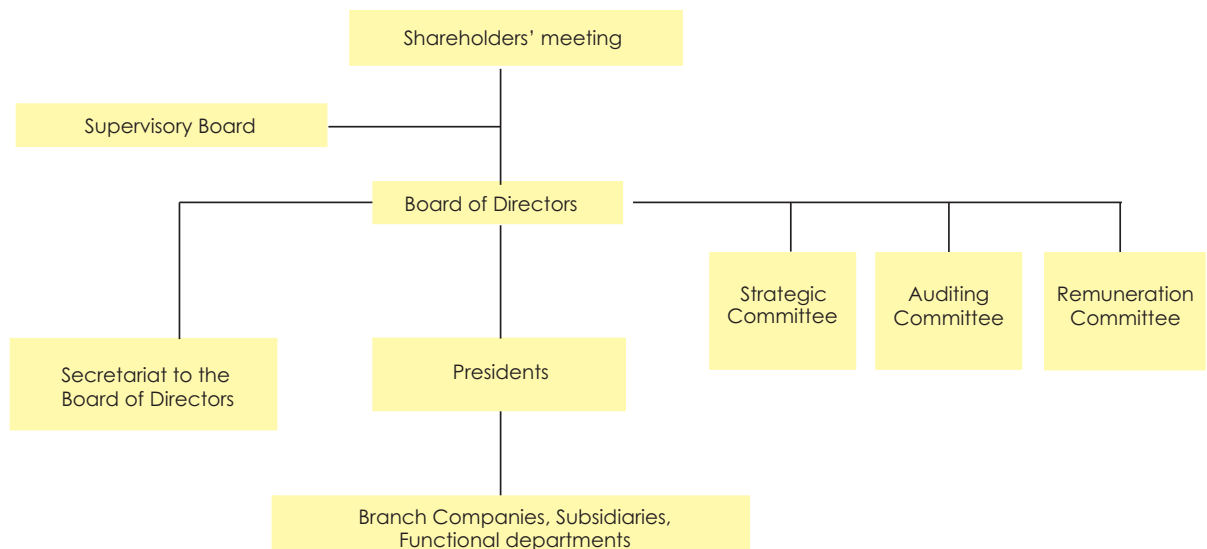 Shareholders’ meeting
Supervisory Board
Board of Directors
Strategic
Committee
Auditing
Committee
Remuneration
Committee
Secretariat to the
Board of Directors
Presidents
Branch Companies, Subsidiaries,
Functional departments